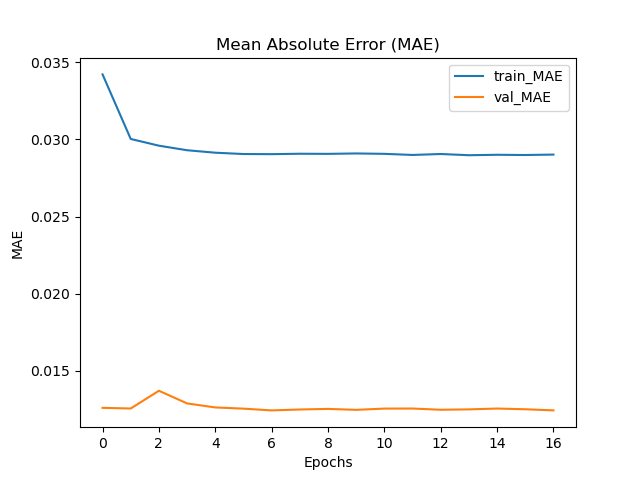 Mean Absolute Error (MAE)
train_MAE
val_MAE
MAE
0.035
0.030
0.025
0.020
0.015
0 2 4 6 8 10 12 14 16
Epochs